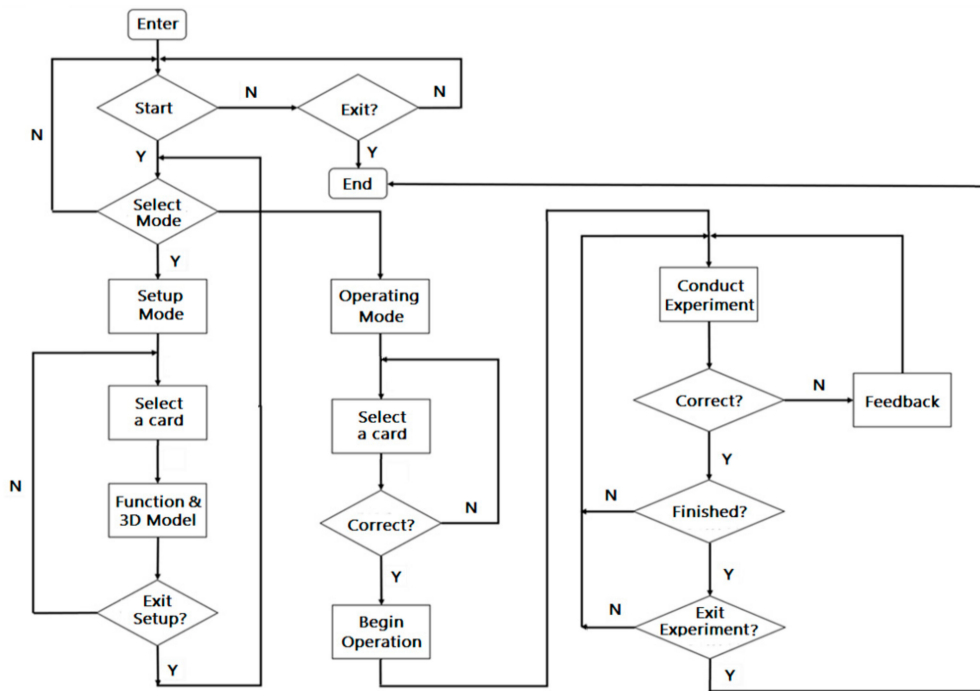 Enter
Start
N
Exit?
N
N
Y
Y
End
Select
Mode
Y
Setup
Mode
Operating
Mode
Conduct
Experiment
Select
a card
Select
a card
Correct?
N
Feedback
Y
N
Function &
3D Model
Correct?
N
N
Finished?
Y
Y
Exit
Setup?
Begin
Operation
N
Exit
Experiment?
Y
Y